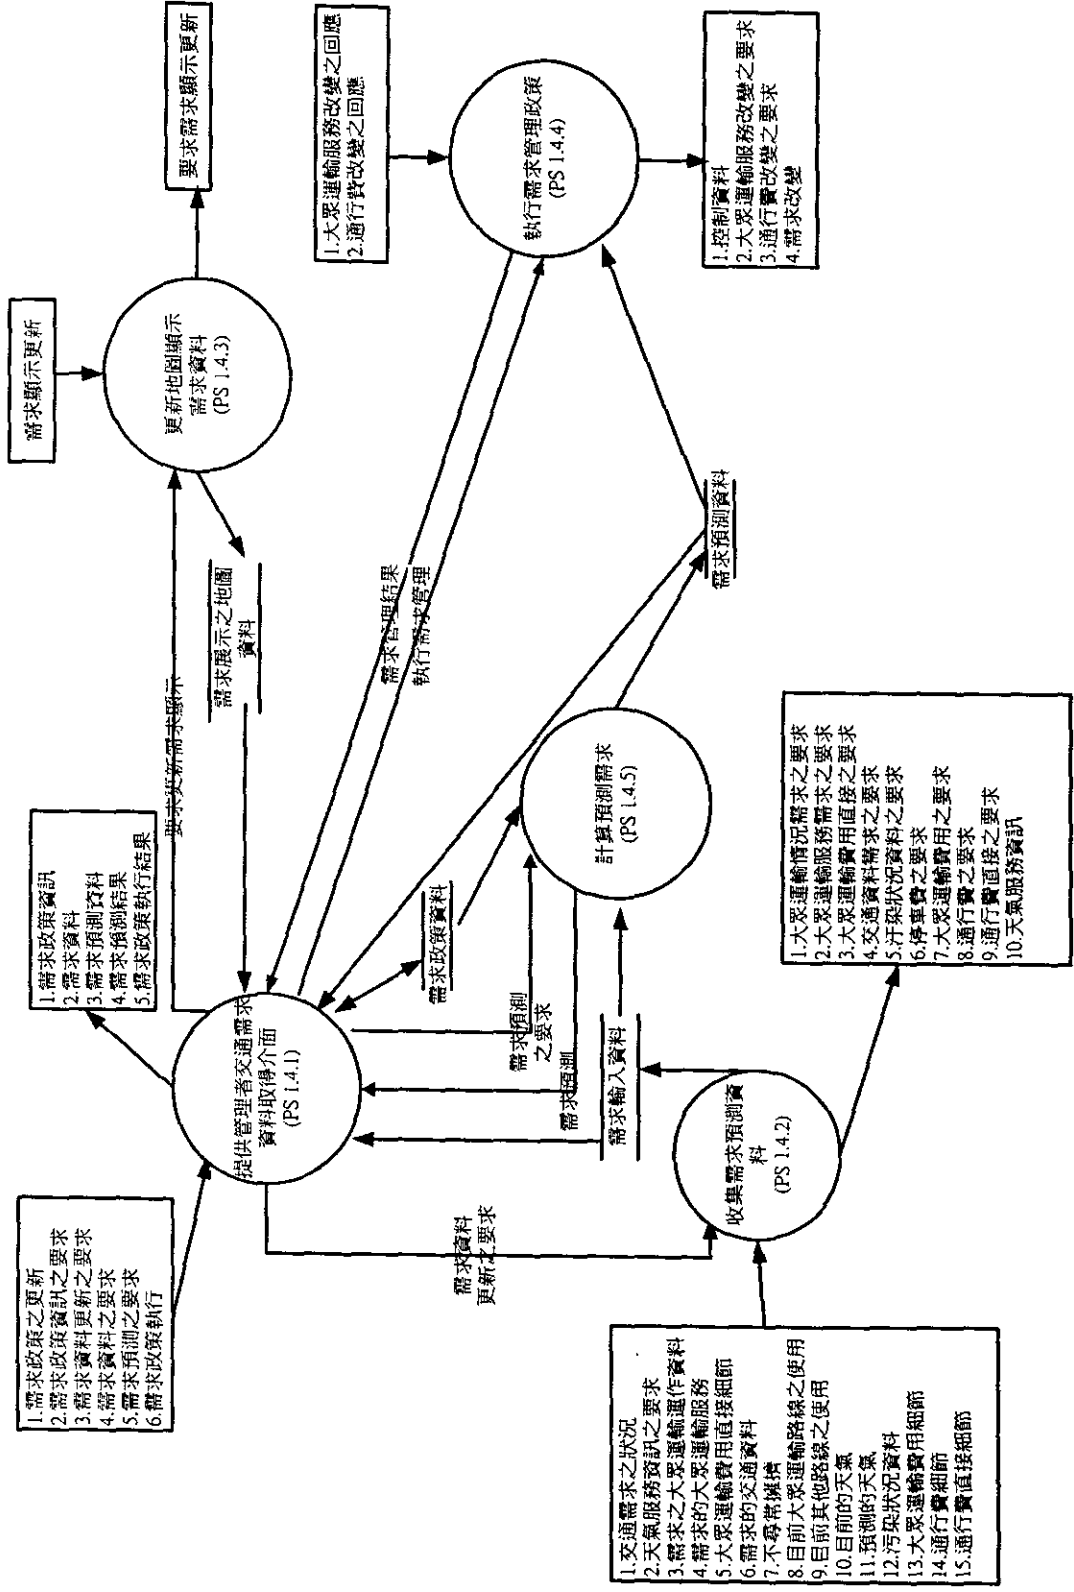 1.需求政策之更新
2.需求政策資訊之要求
3.需求資料更新之要求
4.需求資料之要求
5.需求預測之要求
6.需求政策執行
1.需求政策資訊
2.需求資料
3.需求預測資料
4.需求預測結果
5.需求政策執行結果
需求顯示更新
要求需求顯示更新
更新地圖顯示
需求資料
(PS 1.4.3)
要求更新需求顯示
需求展示之地圖
資料
提供管理者交通需求
資料取得介面
(PS 1.4.1)
1.大眾運輸服務改變之回應
2.通行費改變之回應
執行需求管理政策
(PS 1.4.4)
1.控制資料
2.大眾運輸服務改變之要求
3.通行費改變之要求
4.需求改變
需求管理結果
執行需求管理
需求政策資料
需求預測
之要求
需求預測
計算預測需求
(PS 1.4.5)
需求預測資料
需求輸入資料
需求資料
更新之要求
收集需求預測資
料
(PS 1.4.2)
1.交通需求之狀況
2.天氣服務資訊之要求
3.需求之大眾運輸運作資料
4.需求的大眾運輸服務
5.大眾運輸費用直接細節
6.需求的交通資料
7.不尋常擁擠
8.目前大眾運輸路線之使用
9.目前其他路線之使用
10.目前的天氣
11.預測的天氣
12.污染狀況資料
13.大眾運輸費用細節
14.通行費細節
15.通行費直接細節
1.大眾運輸情況需求之要求
2.大眾運輸服務需求之要求
3.大眾運輸費用直接之要求
4.交通資料需求之要求
5.汙染狀況資料之要求
6.停車費之要求
7.大眾運輸費用之要求
8.通行費之要求
9.通行費直接之要求
10.天氣服務資訊